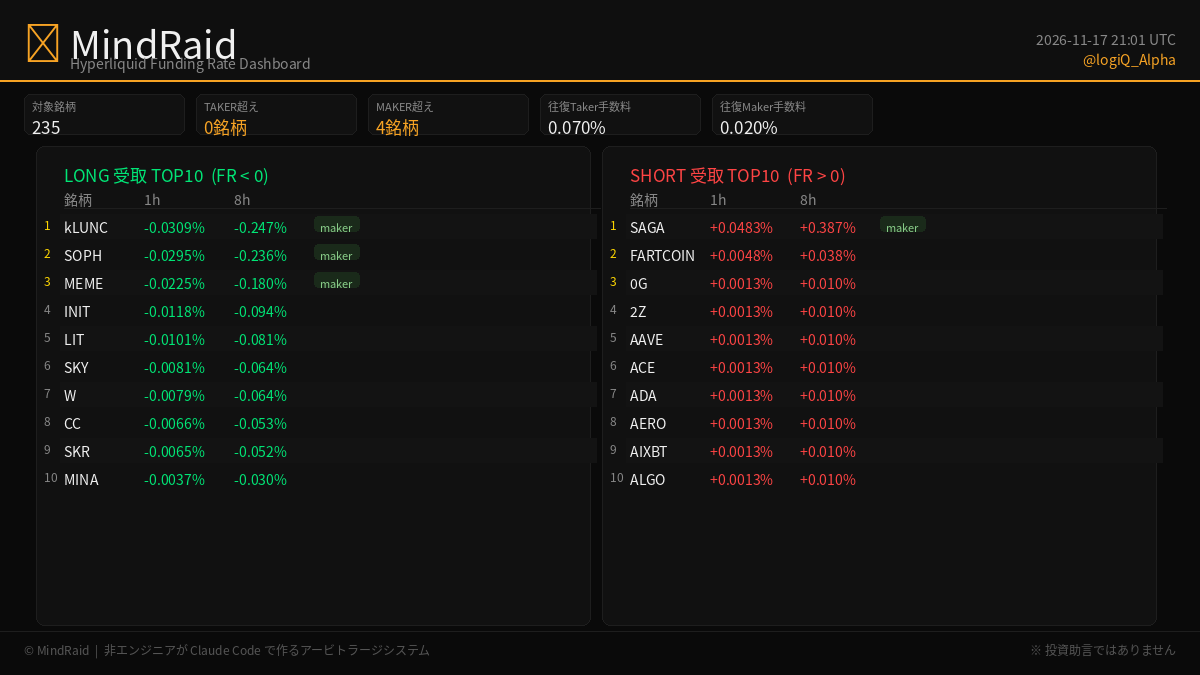 MindRaid
Hyperliquid Funding Rate Dashboard
2026-11-17 21:01 UTC
@logiQ_Alpha
対象銘柄
235
TAKER超え
0銘柄
MAKER超え
4銘柄
往復Taker手数料
0.070%
往復Maker手数料
0.020%
LONG 受取 TOP10 (FR < 0)
銘柄 1h 8h
1 kLUNC -0.0309% -0.247% maker
2 SOPH -0.0295% -0.236% maker
3 MEME -0.0225% -0.180% maker
4 INIT -0.0118% -0.094%
5 LIT -0.0101% -0.081%
6 SKY -0.0081% -0.064%
7 W -0.0079% -0.064%
8 CC -0.0066% -0.053%
9 SKR -0.0065% -0.052%
10 MINA -0.0037% -0.030%
SHORT 受取 TOP10 (FR > 0)
銘柄 1h 8h
1 SAGA +0.0483% +0.387% maker
2 FARTCOIN +0.0048% +0.038%
3 0G +0.0013% +0.010%
4 2Z +0.0013% +0.010%
5 AAVE +0.0013% +0.010%
6 ACE +0.0013% +0.010%
7 ADA +0.0013% +0.010%
8 AERO +0.0013% +0.010%
9 AIXBT +0.0013% +0.010%
10 ALGO +0.0013% +0.010%
© MindRaid | 非エンジニアが Claude Code で作るアービトラージシステム
※ 投資助言ではありません